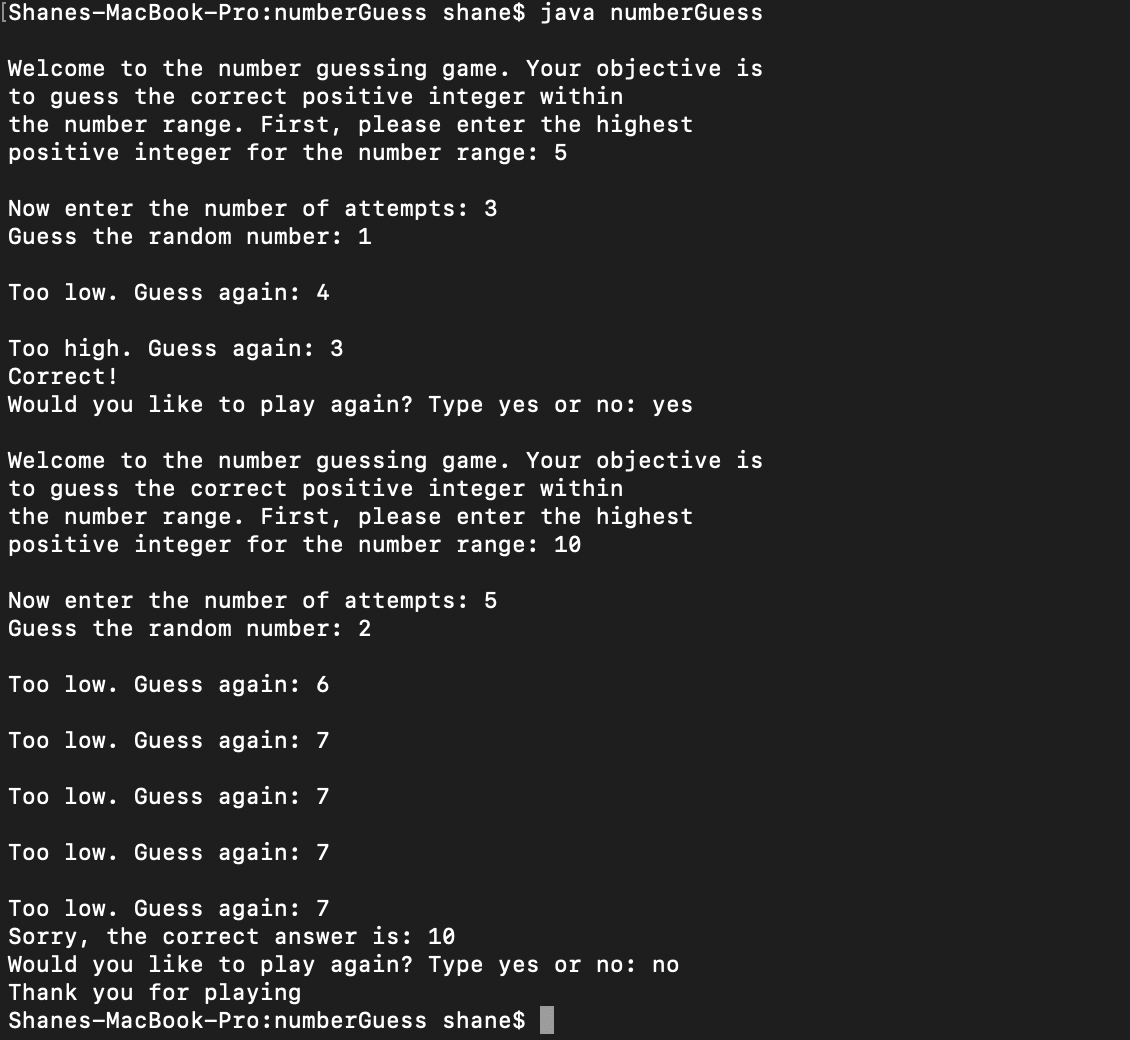 [Shanes-MacBook-Pro:numberGuess shane$ java numberGuess
Welcome to the number guessing game. Your objective is
to guess the correct positive integer within
the number range. First, please enter the highest
positive integer for the number range: 5
Now enter the number of attempts: 3
Guess the random number: 1
Too low. Guess again: 4
Too high. Guess again: 3
Correct!
Would you like to play again? Type yes or no: yes
Welcome to the number guessing game. Your objective is
to guess the correct positive integer within
the number range. First, please enter the highest
positive integer for the number range: 10
Now enter the number of attempts: 5
Guess the random number: 2
Too low. Guess again: 6
Too low. Guess again: 7
Too low. Guess again: 7
Too low. Guess again: 7
Too low. Guess again: 7
Sorry, the correct answer is: 10
Would you like to play again? Type yes or no: no
Thank you for playing
Shanes-MacBook-Pro:numberGuess shane$